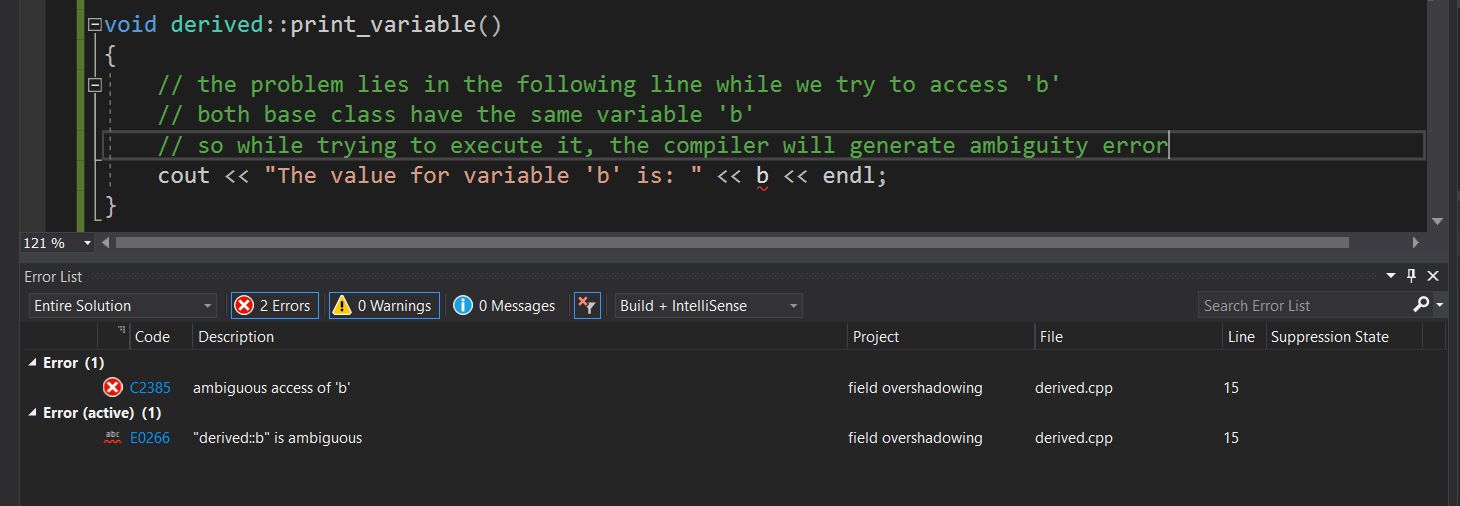 void derived::print_variable()
{
// the problem lies in the following line while we try to access 'b'
// both base class have the same variable 'b'
// so while trying to execute it, the compiler will generate ambiguity error
cout << "The value for variable 'b' is: " << b << endl;
}
121 %
Error List
Entire Solution 2 Errors 0 Warnings 0 Messages Build + IntelliSense Search Error List
Code Description Project File Line Suppression State
Error (1)
C2385 ambiguous access of 'b' field overshadowing derived.cpp 15
Error (active) (1)
abc E0266 "derived::b" is ambiguous field overshadowing derived.cpp 15